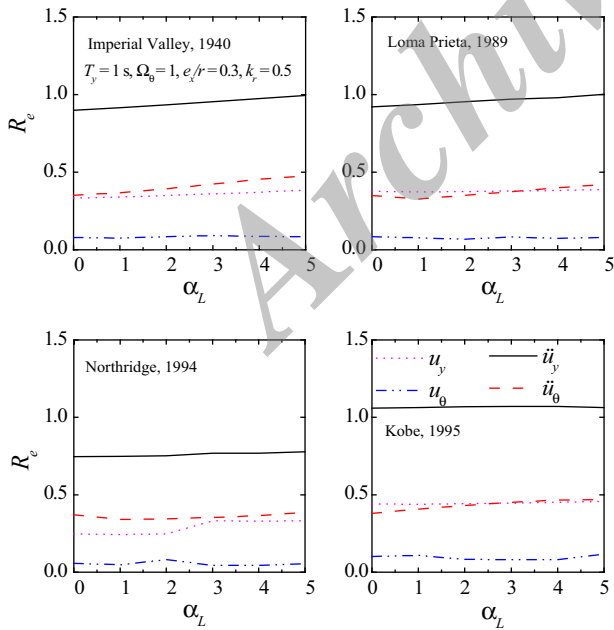 1.5
1.0
0.5
0.0
R_e
Imperial Valley, 1940
T_y = 1 s, Ω_θ = 1, e_x/r = 0.3, k_r = 0.5
0 1 2 3 4 5
α_L
Loma Prieta, 1989
1.5
1.0
0.5
0.0
0 1 2 3 4 5
α_L
Archiv
1.5
1.0
0.5
0.0
R_e
Northridge, 1994
0 1 2 3 4 5
α_L
1.5
1.0
0.5
0.0
u_y ü_y
u_θ ü_θ
Kobe, 1995
0 1 2 3 4 5
α_L